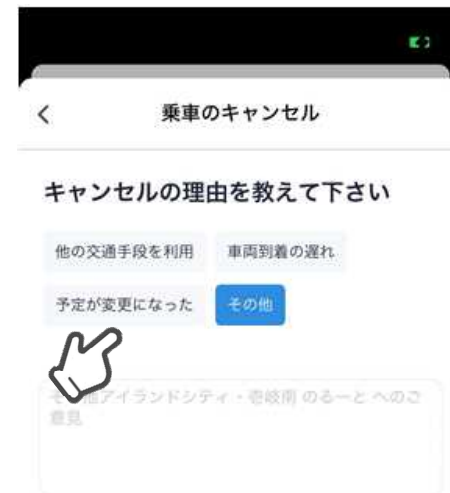 乗車のキャンセル
キャンセルの理由を教えて下さい
他の交通手段を利用
車両到着の遅れ
予定が変更になった
その他
その他アイランドシティ・壱岐南 のるーと へのご
意見